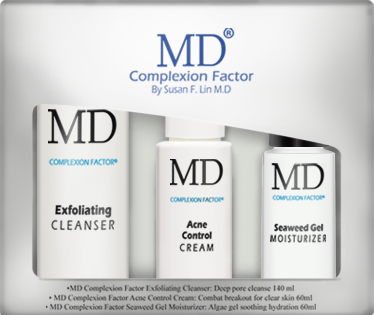 MD®
Complexion Factor
By Susan F. Lin M.D
MD
COMPLEXION FACTOR®
Exfoliating
CLEANSER
MD
COMPLEXION FACTOR®
Acne
Control
CREAM
MD
COMPLEXION FACTOR®
Seaweed Gel
MOISTURIZER
•MD Complexion Factor Exfoliating Cleanser: Deep pore cleanse 140 ml
• MD Complexion Factor Acne Control Cream: Combat breakout for clear skin 60ml
• MD Complexion Factor Seaweed Gel Moisturizer: Algae gel soothing hydration 60ml